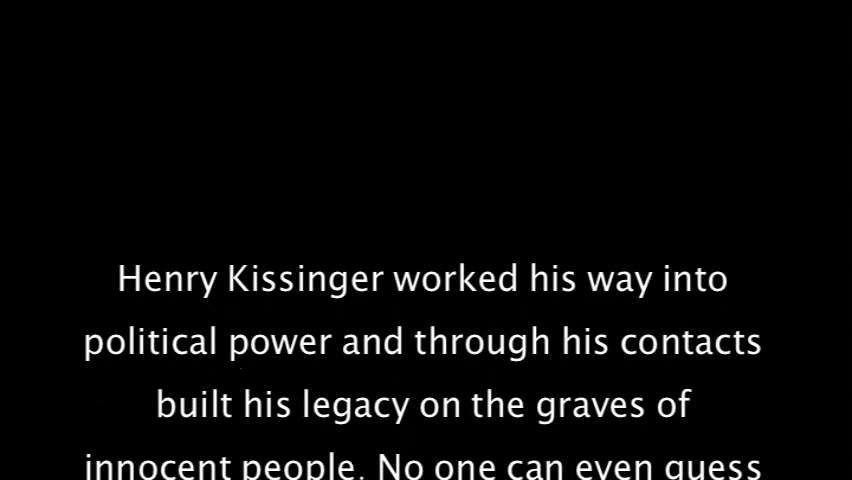 Henry Kissinger worked his way into
political power and through his contacts
built his legacy on the graves of
innocent people. No one can even guess